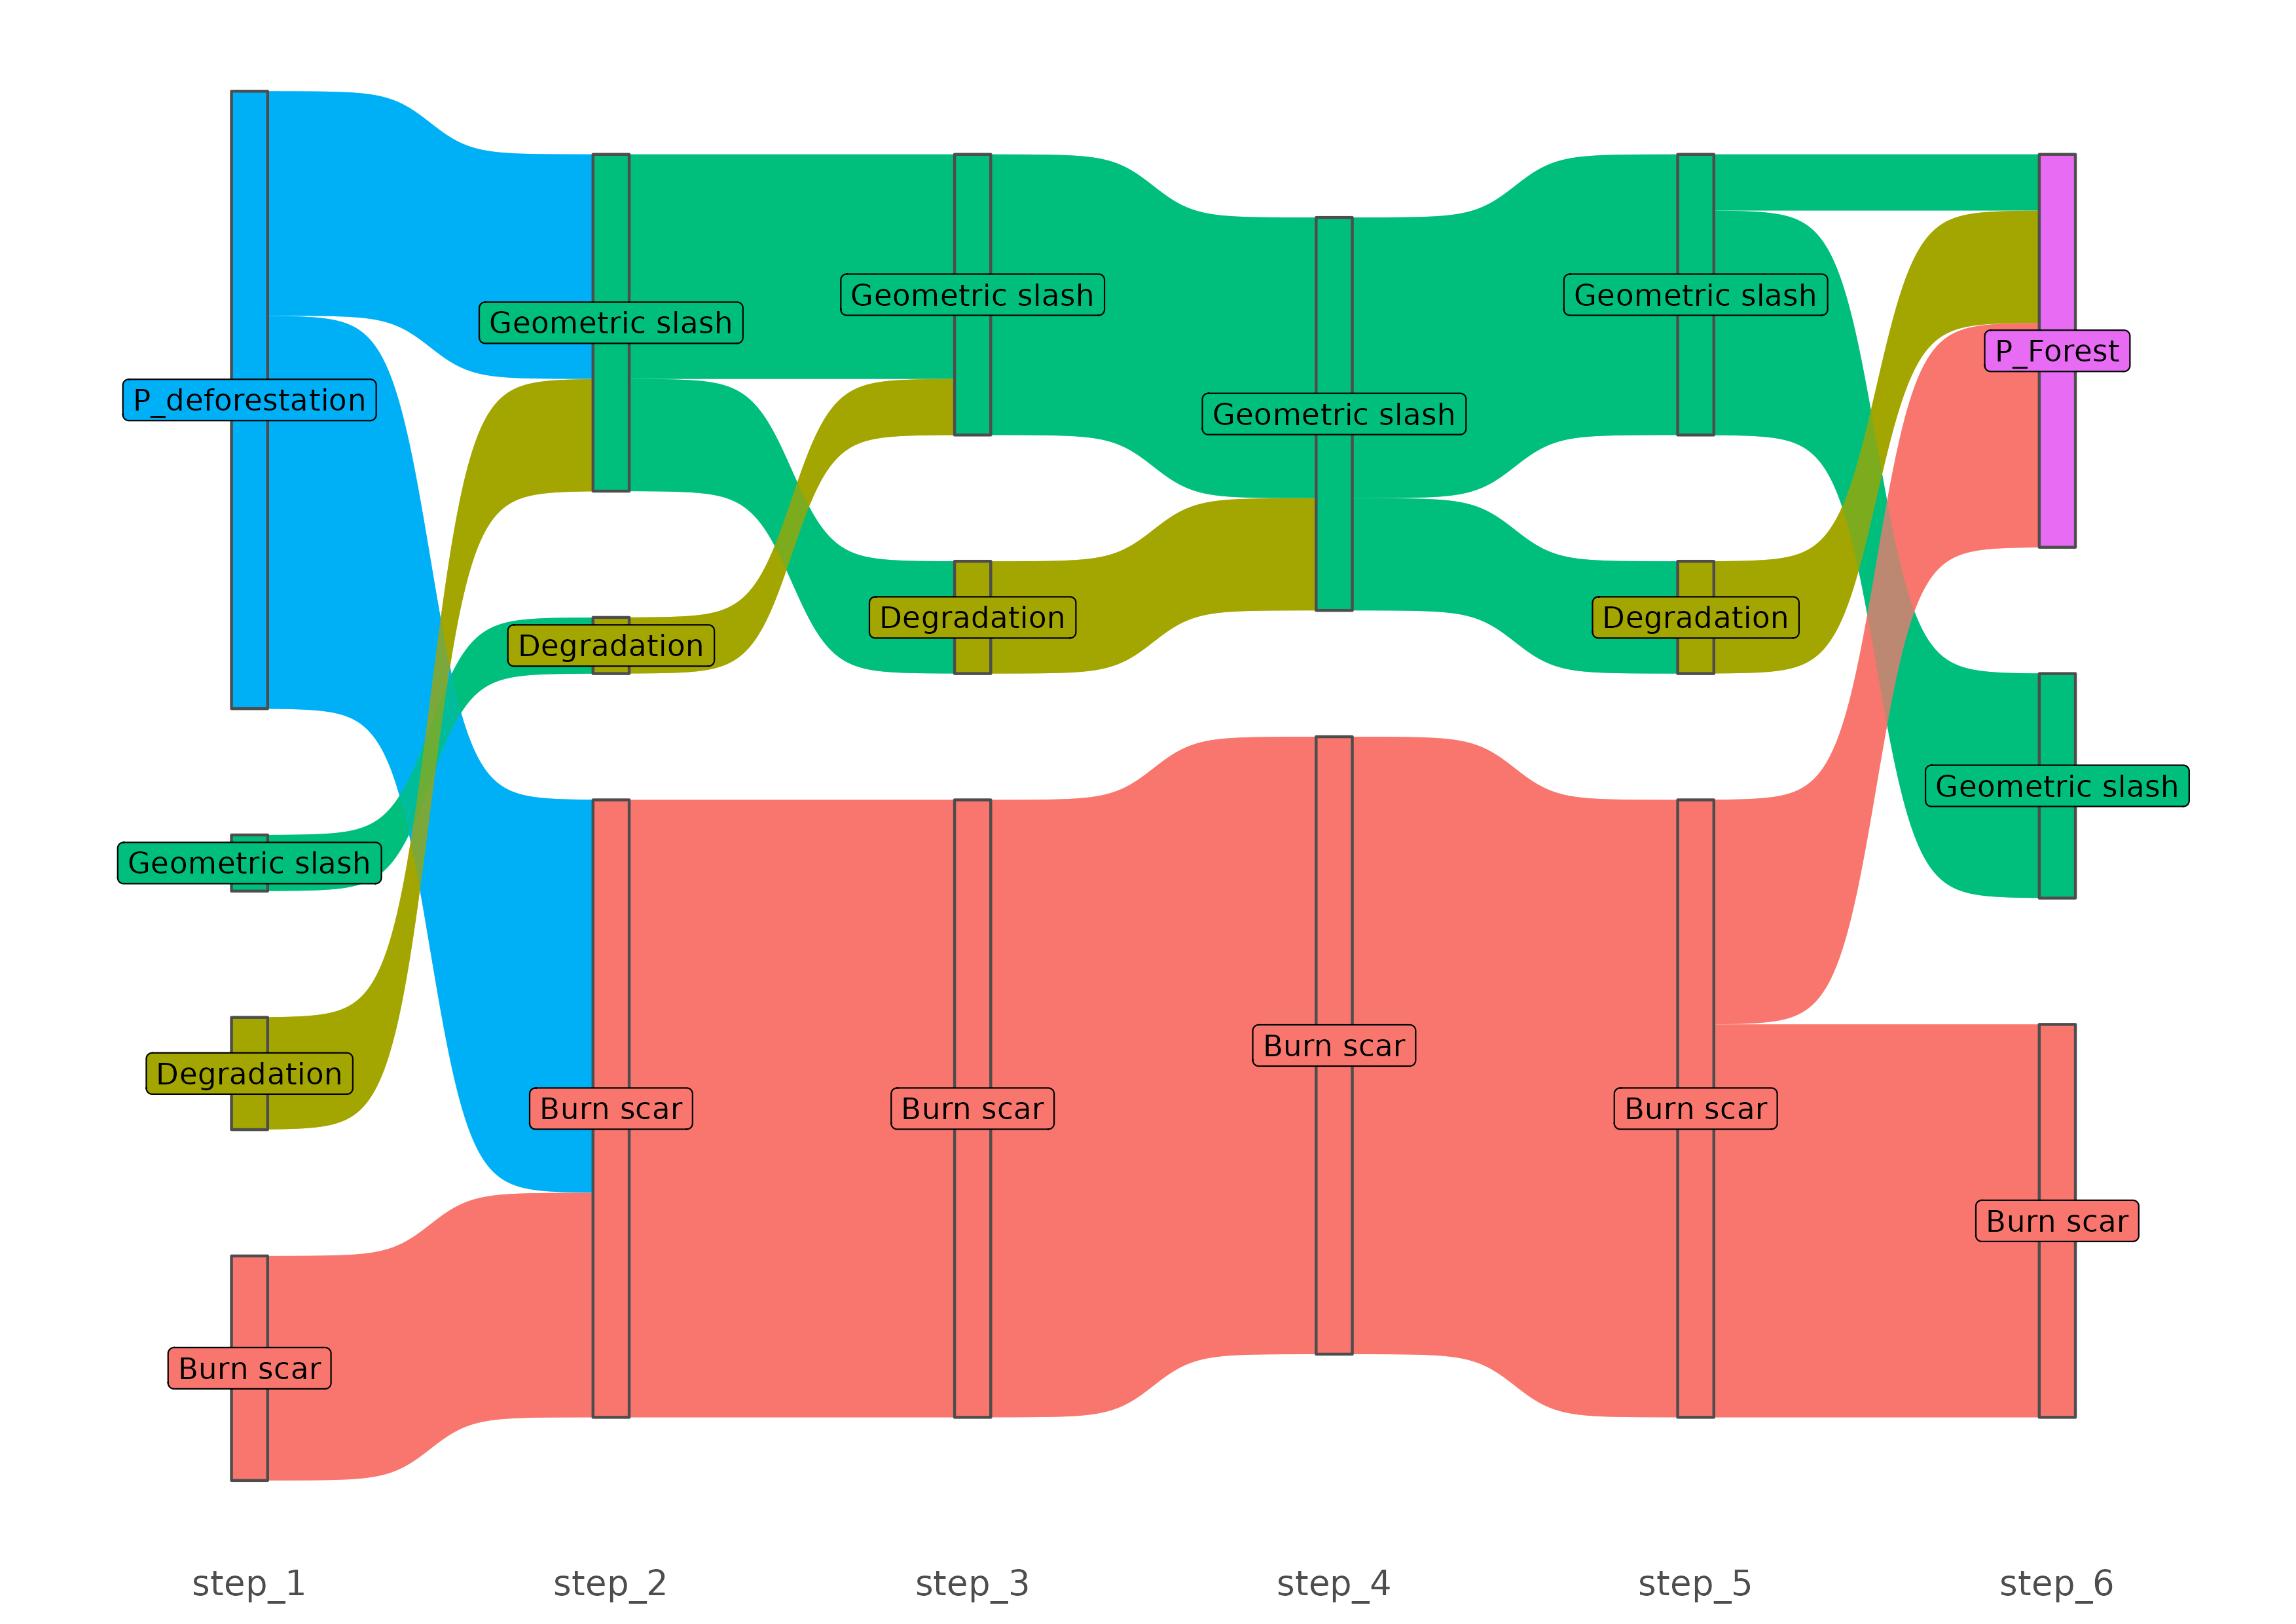 P_deforestation
Geometric slash
Degradation
Burn scar
Geometric slash
Degradation
Burn scar
Geometric slash
Degradation
Burn scar
Geometric slash
Burn scar
Geometric slash
Degradation
Burn scar
P_Forest
Geometric slash
Burn scar
step_1
step_2
step_3
step_4
step_5
step_6